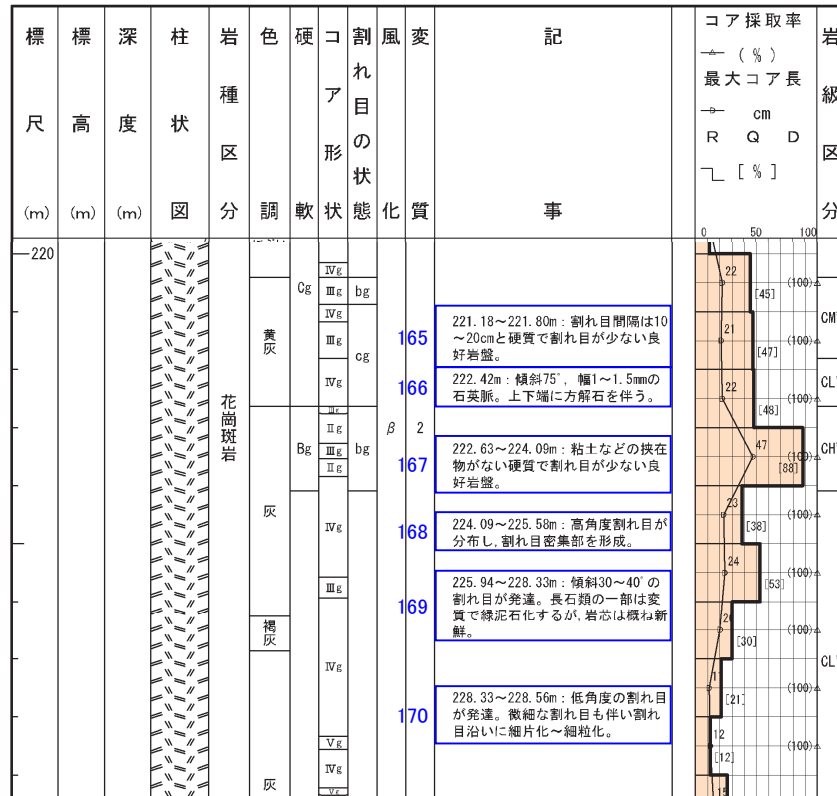 標尺(m)
標高(m)
深度(m)
柱状図
岩種区分
色調
硬軟
コア形状
割れ目の状態
風化
変質
記事
コア採取率
(%)
最大コア長
cm
R Q D
[%]
岩級区分
0 50 100
220
花崗斑岩
黄灰
灰
褐灰
灰
Cg
Bg
Ⅳg
Ⅲg
Ⅳg
Ⅲg
Ⅳg
Ⅲg
Ⅱg
Ⅲg
Ⅱg
Ⅳg
Ⅲg
Ⅳg
Ⅴg
Ⅳg
Ⅴg
bg
cg
bg
β
2
165
221.18~221.80m:割れ目間隔は10
~20cmと硬質で割れ目が少ない良
好岩盤。
166
222.42m:傾斜75°,幅1~1.5mmの
石英脈。上下端に方解石を伴う。
167
222.63~224.09m:粘土などの挟在
物がない硬質で割れ目が少ない良
好岩盤。
168
224.09~225.58m:高角度割れ目が
分布し,割れ目密集部を形成。
169
225.94~228.33m:傾斜30~40°の
割れ目が発達。長石類の一部は変
質で緑泥石化するが,岩芯は概ね新
鮮。
170
228.33~228.56m:低角度の割れ目
が発達。微細な割れ目も伴い割れ
目沿いに細片化~細粒化。
22 (100)
[45]
21 (100)
[47]
22 (100)
[48]
47 (100)
[88]
23 (100)
[38]
24 (100)
[53]
20 (100)
[30]
11 (100)
[21]
12 (100)
[12]
15
CM
CL
CH
CL